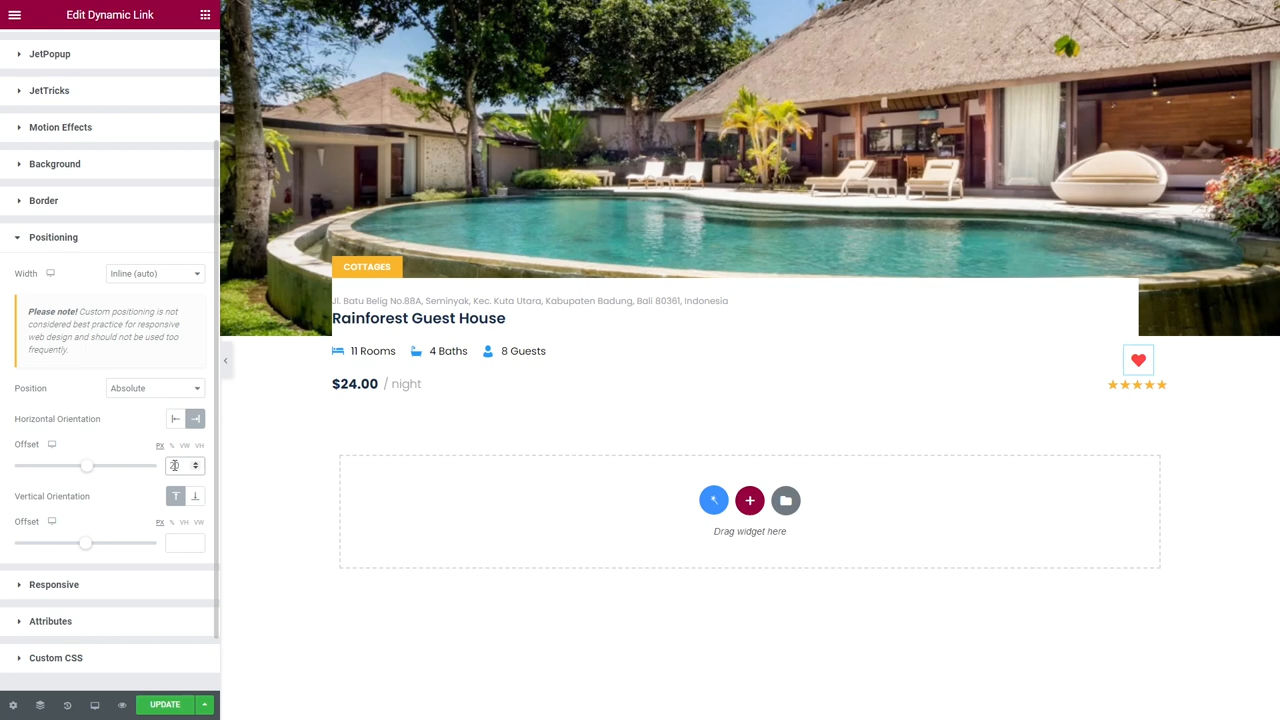 Edit Dynamic Link
JetPopup
JetTricks
Motion Effects
Background
Border
Positioning
Width
Inline (auto)
Please note! Custom positioning is not
considered best practice for responsive
web design and should not be used too
frequently.
Position
Absolute
Horizontal Orientation
Offset
PX % VW VH
Vertical Orientation
Offset
PX % VH VW
Responsive
Attributes
Custom CSS
UPDATE
COTTAGES
Jl. Batu Belig No.88A, Seminyak, Kec. Kuta Utara, Kabupaten Badung, Bali 80361, Indonesia
Rainforest Guest House
11 Rooms 4 Baths 8 Guests
$24.00 / night
Drag widget here